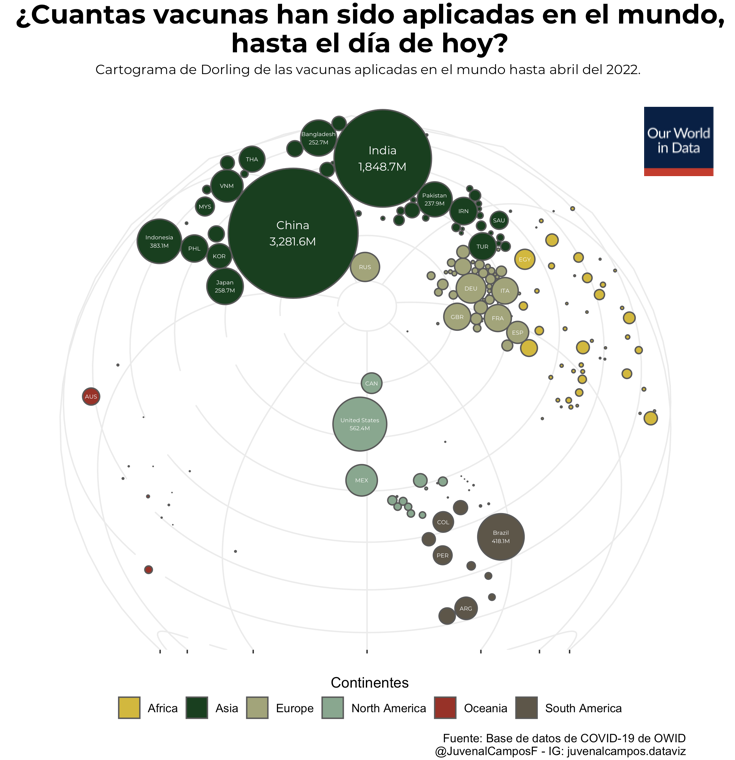 ¿Cuantas vacunas han sido aplicadas en el mundo,
hasta el día de hoy?
Cartograma de Dorling de las vacunas aplicadas en el mundo hasta abril del 2022.
Our World
in Data
Bangladesh
252.7M
India
1,848.7M
THA
VNM
MYS
Pakistan
237.9M
IRN
SAU
China
3,281.6M
Indonesia
383.1M
PHL
KOR
TUR
EGY
RUS
Japan
258.7M
DEU
ITA
GBR
FRA
ESP
CAN
AUS
United States
562.4M
MEX
COL
Brazil
418.1M
PER
ARG
Continentes
Africa
Asia
Europe
North America
Oceania
South America
Fuente: Base de datos de COVID-19 de OWID
@JuvenalCamposF - IG: juvenalcampos.dataviz